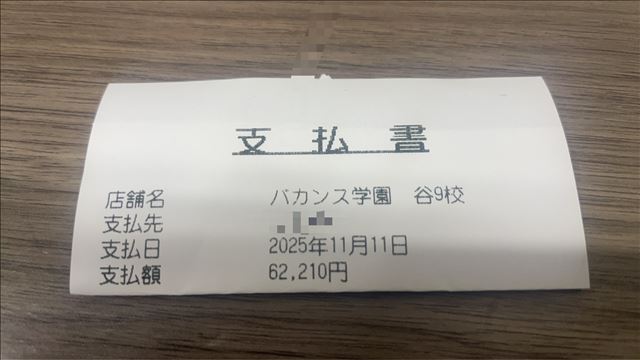 支払書
店舗名 バカンス学園 谷9校
支払先
支払日 2025年11月11日
支払額 62,210円